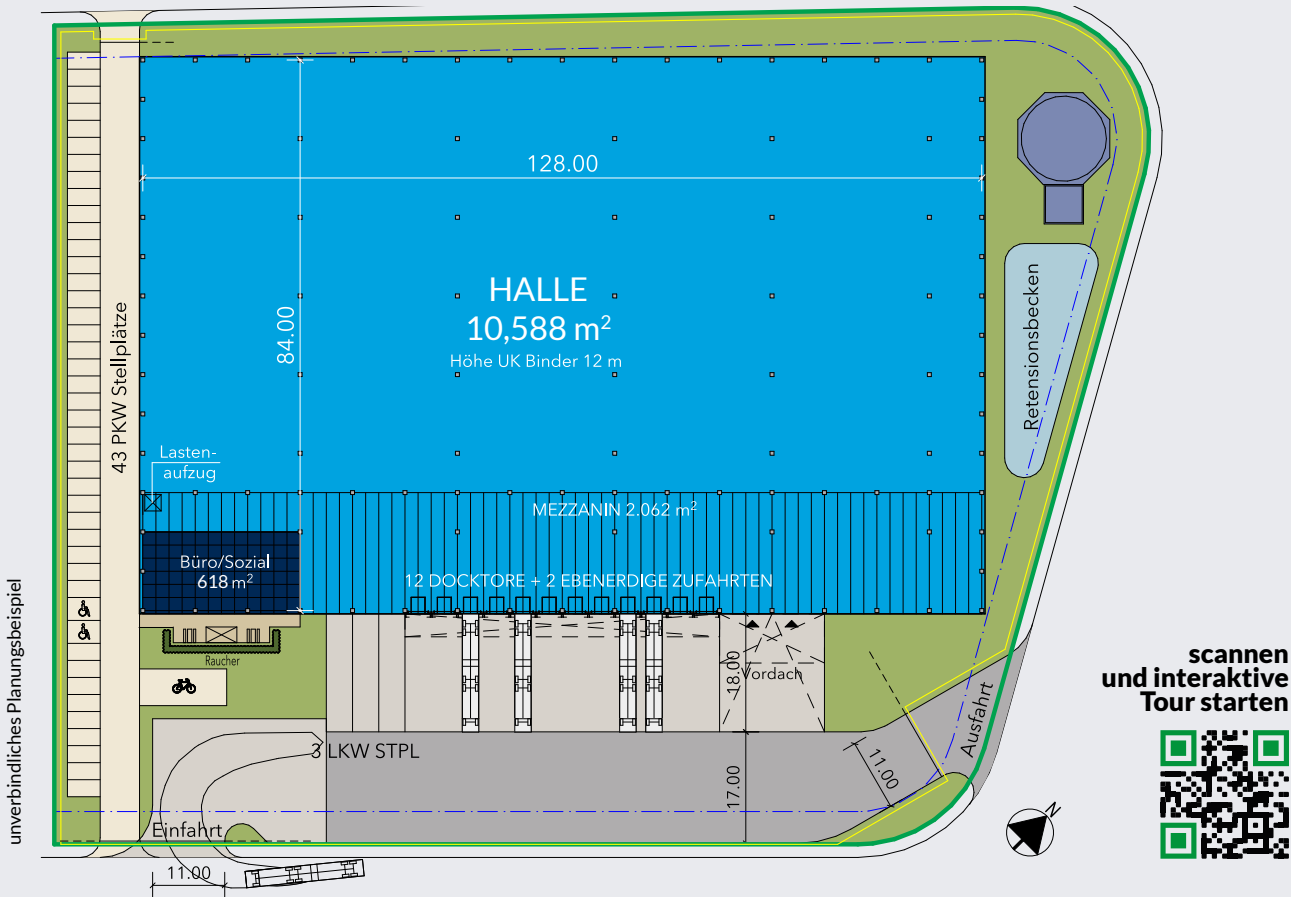 128.00
84.00
HALLE
10,588 m²
Höhe UK Binder 12 m
43 PKW Stellplätze
Retensionsbecken
Lasten-
aufzug
MEZZANIN 2.062 m²
Büro/Sozial
618 m²
12 DOCKTORE + 2 EBENERDIGE ZUFAHRTEN
Raucher
18.00
Vordach
3 LKW STPL
17.00
11.00
Ausfahrt
Einfahrt
11.00
N
unverbindliches Planungsbeispiel
scannen
und interaktive
Tour starten